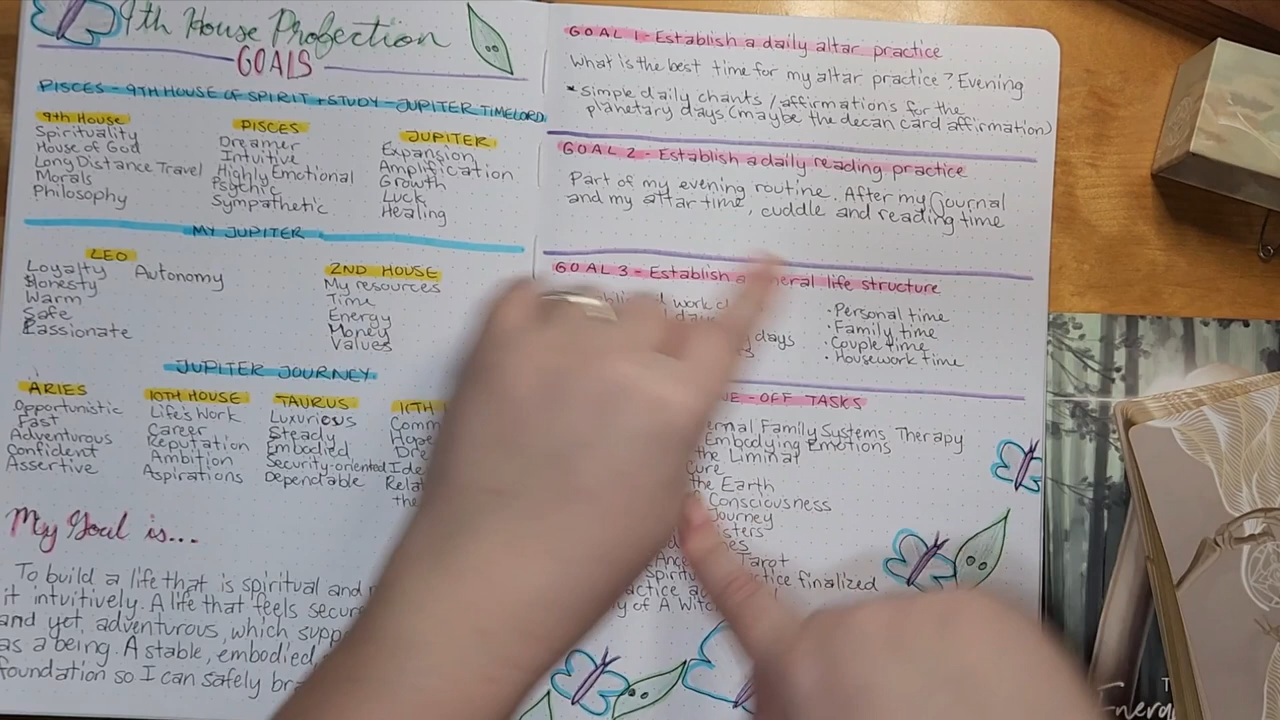 9th House Profection
GOALS
PISCES - 9TH HOUSE OF SPIRIT + STUDY - JUPITER TIMELORD
9th House
Spirituality
House of God
Long Distance Travel
Morals
Philosophy
PISCES
Dreamer
Intuitive
Highly Emotional
Psychic
Sympathetic
JUPITER
Expansion
Amplification
Growth
Luck
Healing
MY JUPITER
LEO
Loyalty Autonomy
Honesty
Warm
Safe
Passionate
2ND HOUSE
My resources
Time
Energy
Money
Values
JUPITER JOURNEY
ARIES
Opportunistic
Fast
Adventurous
Confident
Assertive
10TH HOUSE
Life's Work
Career
Reputation
Ambition
Aspirations
TAURUS
Luxurious
Steady
Embodied
Security-oriented
Dependable
11TH
My Goal is...
To build a life that is spiritual and
it intuitively. A life that feels
and yet, adventurous, which
as a being. A stable, embodied,
foundation so I can safely
GOAL 1 - Establish a daily altar practice
What is the best time for my altar practice? Evening
* simple daily chants / affirmations for the
planetary days (maybe the decan card affirmation)
GOAL 2 - Establish a daily reading practice
Part of my evening routine. After my journal
and my altar time, cuddle and reading time
GOAL 3 - Establish a general life structure
work
days
· Personal time
· Family time
· Couple time
· Housework time
- OFF TASKS
Family Systems Therapy
Embodying Emotions
the Liminal
the Earth
Consciousness
Journey
Tarot
finalized
of A